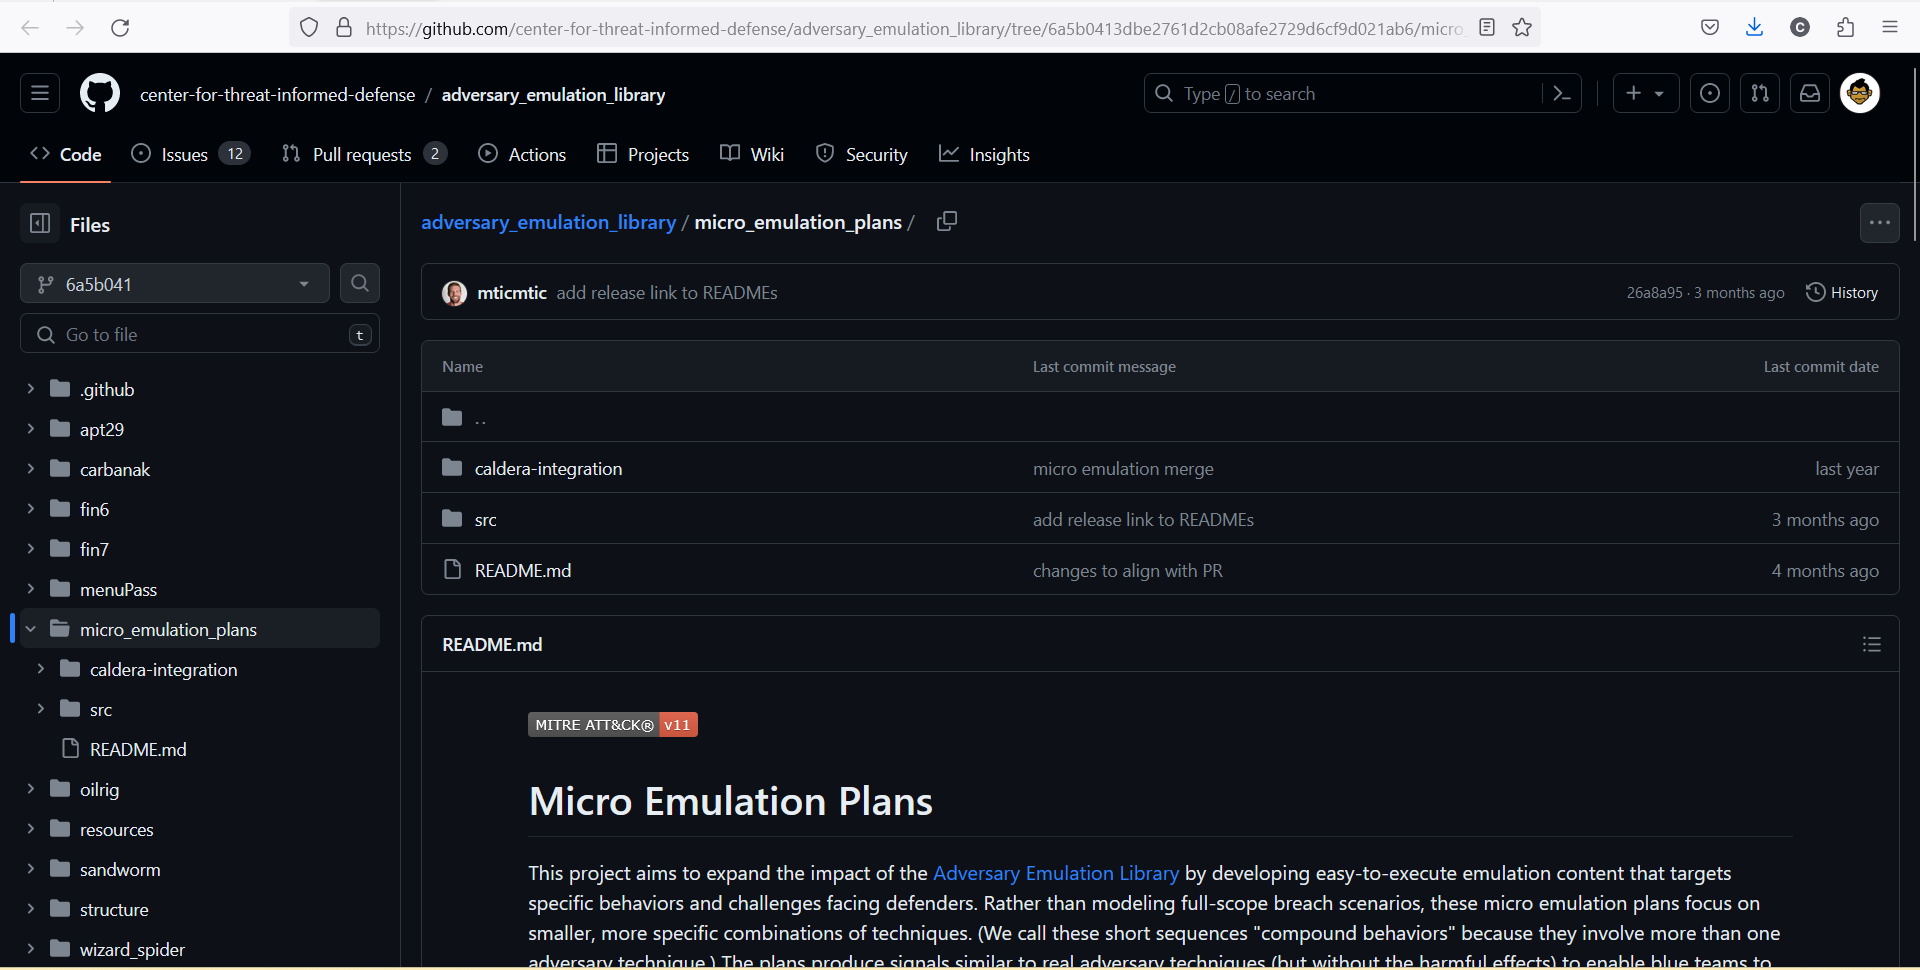 https://github.com/center-for-threat-informed-defense/adversary_emulation_library/tree/6a5b0413dbe2761d2cb08afe2729d6cf9d021ab6/micro_
center-for-threat-informed-defense / adversary_emulation_library
Type / to search
Code
Issues 12
Pull requests 2
Actions
Projects
Wiki
Security
Insights
Files
6a5b041
Go to file t
.github
apt29
carbanak
fin6
fin7
menuPass
micro_emulation_plans
caldera-integration
src
README.md
oilrig
resources
sandworm
structure
wizard_spider
adversary_emulation_library / micro_emulation_plans /
mticmtic add release link to READMEs 26a8a95 · 3 months ago History
Name Last commit message Last commit date
..
caldera-integration micro emulation merge last year
src add release link to READMEs 3 months ago
README.md changes to align with PR 4 months ago
README.md
MITRE ATT&CK® v11
Micro Emulation Plans
This project aims to expand the impact of the Adversary Emulation Library by developing easy-to-execute emulation content that targets
specific behaviors and challenges facing defenders. Rather than modeling full-scope breach scenarios, these micro emulation plans focus on
smaller, more specific combinations of techniques. (We call these short sequences "compound behaviors" because they involve more than one
adversary technique.) The plans produce signals similar to real adversary techniques (but without the harmful effects) to enable blue teams to